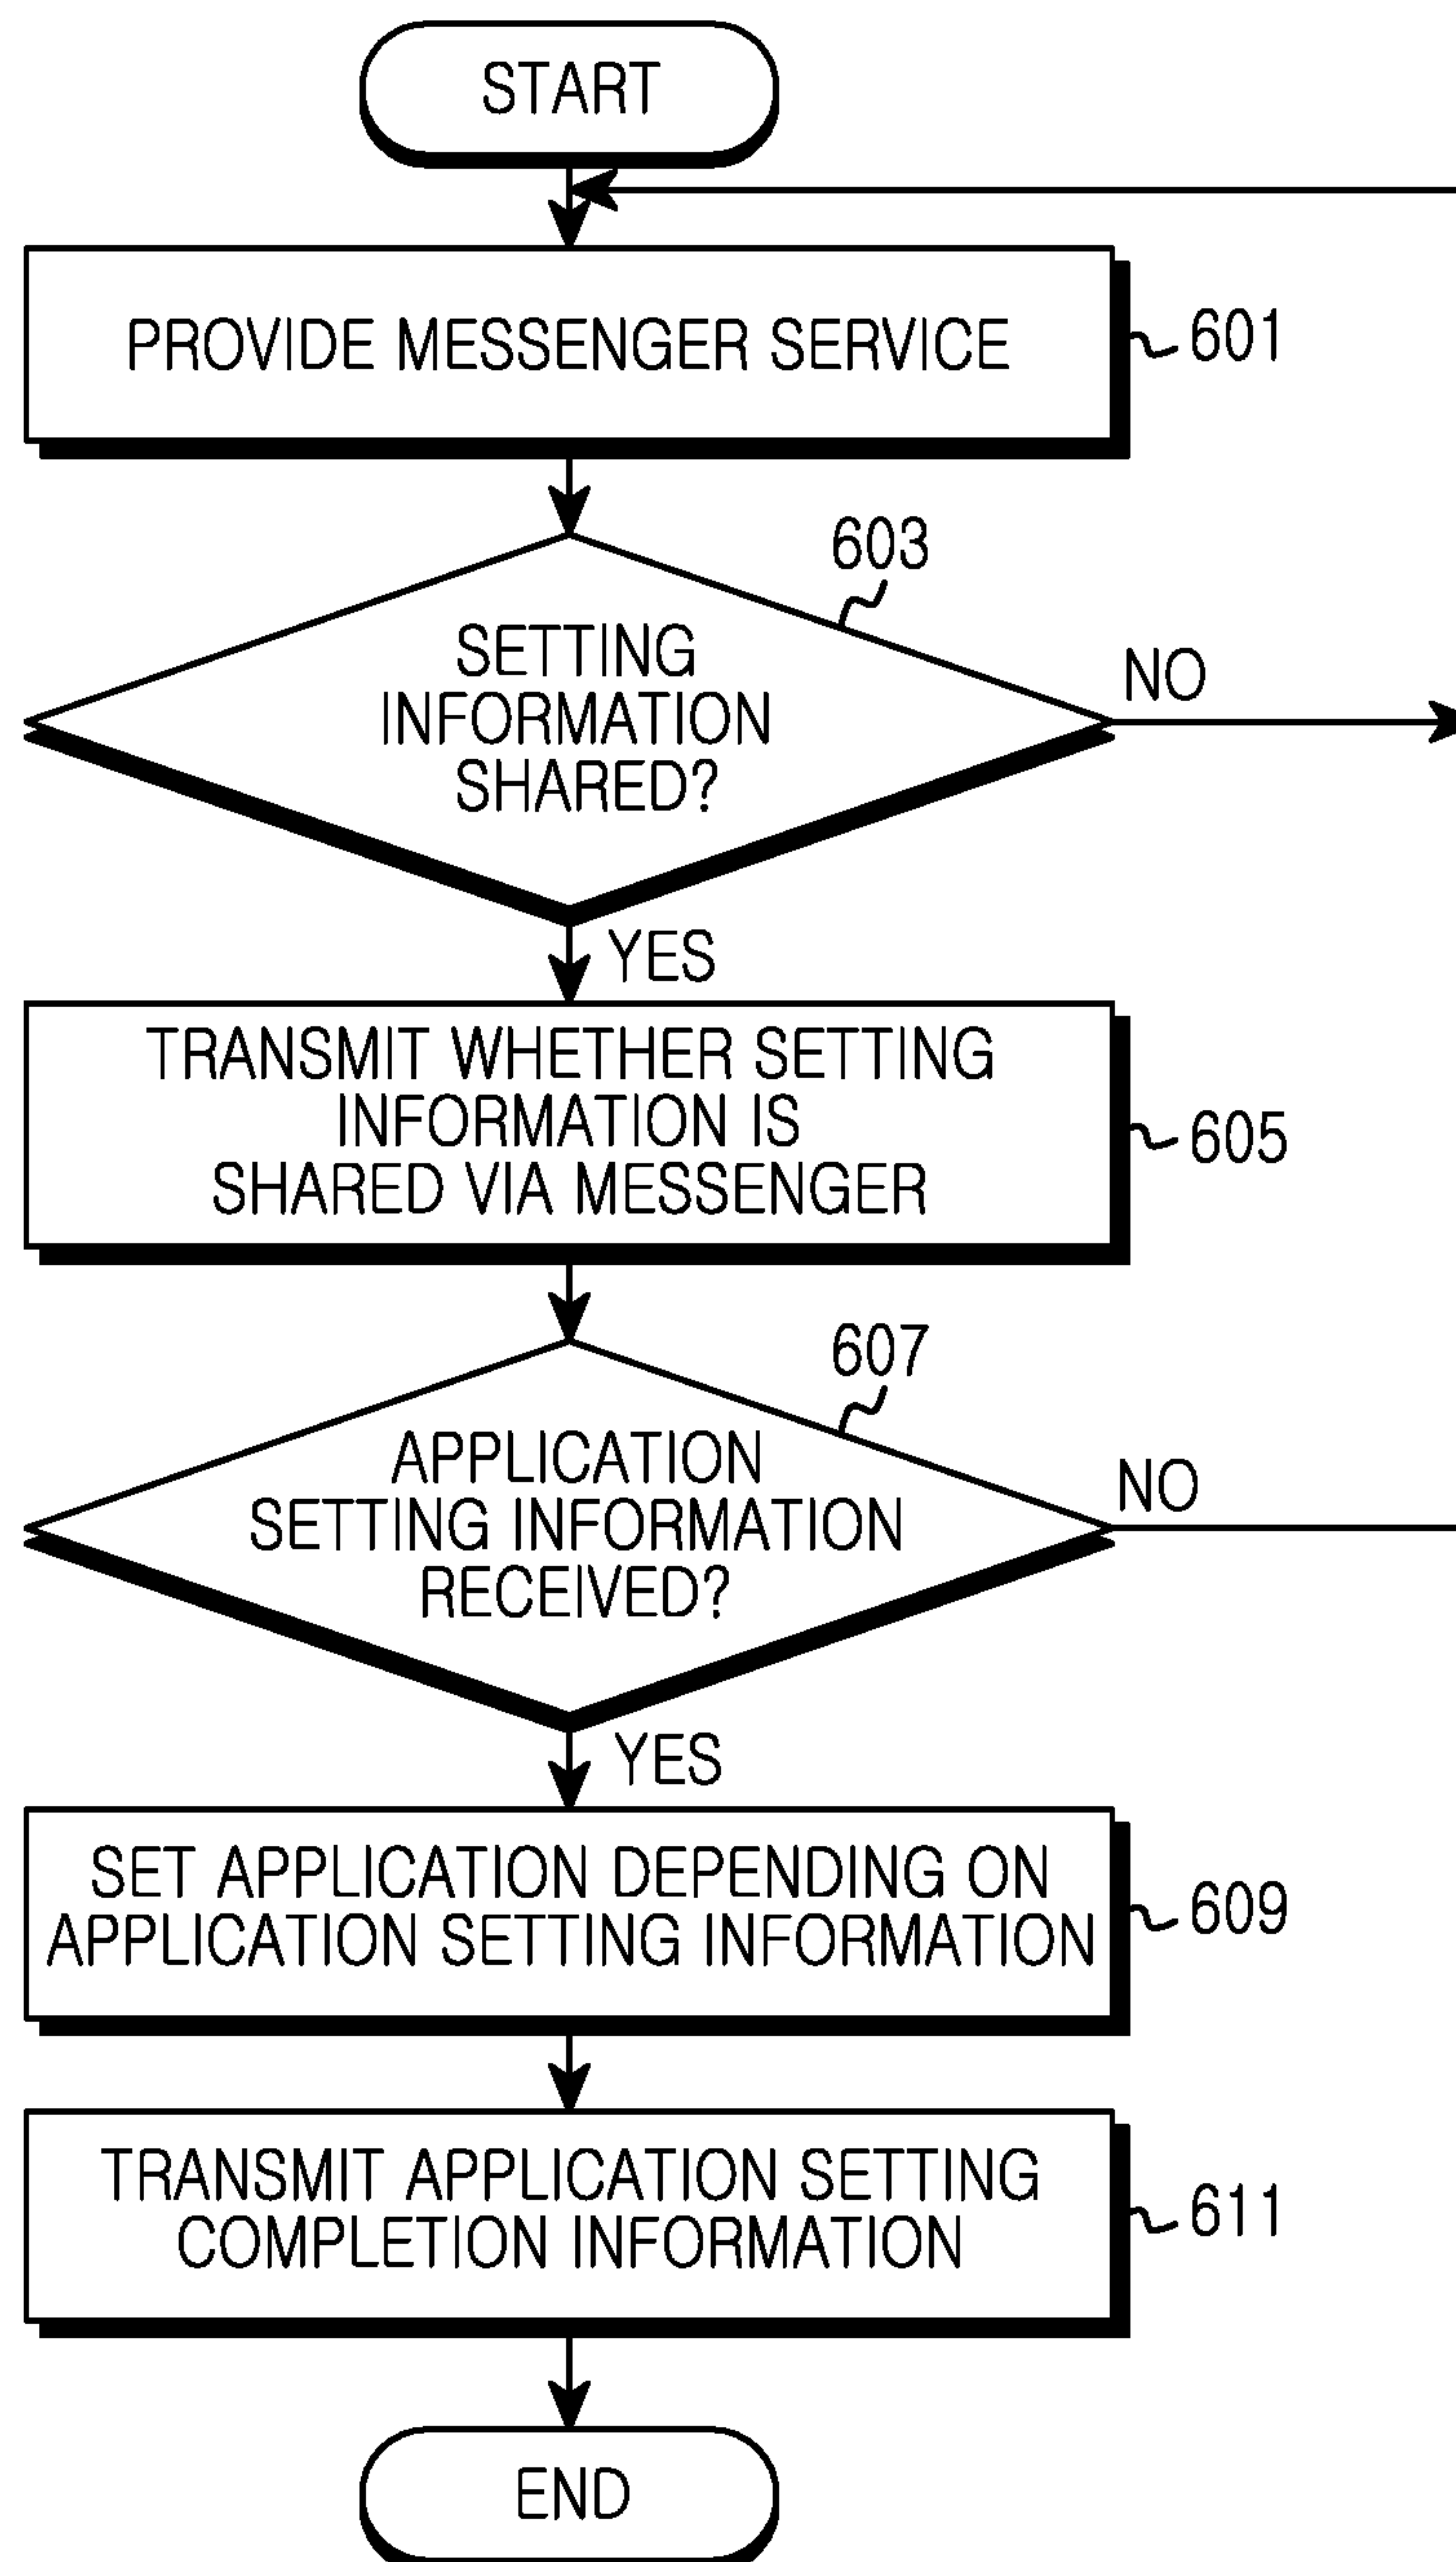 START
PROVIDE MESSENGER SERVICE
601
603
SETTING
INFORMATION
SHARED?
NO
YES
TRANSMIT WHETHER SETTING
INFORMATION IS
SHARED VIA MESSENGER
605
607
APPLICATION
SETTING INFORMATION
RECEIVED?
NO
YES
SET APPLICATION DEPENDING ON
APPLICATION SETTING INFORMATION
609
TRANSMIT APPLICATION SETTING
COMPLETION INFORMATION
611
END